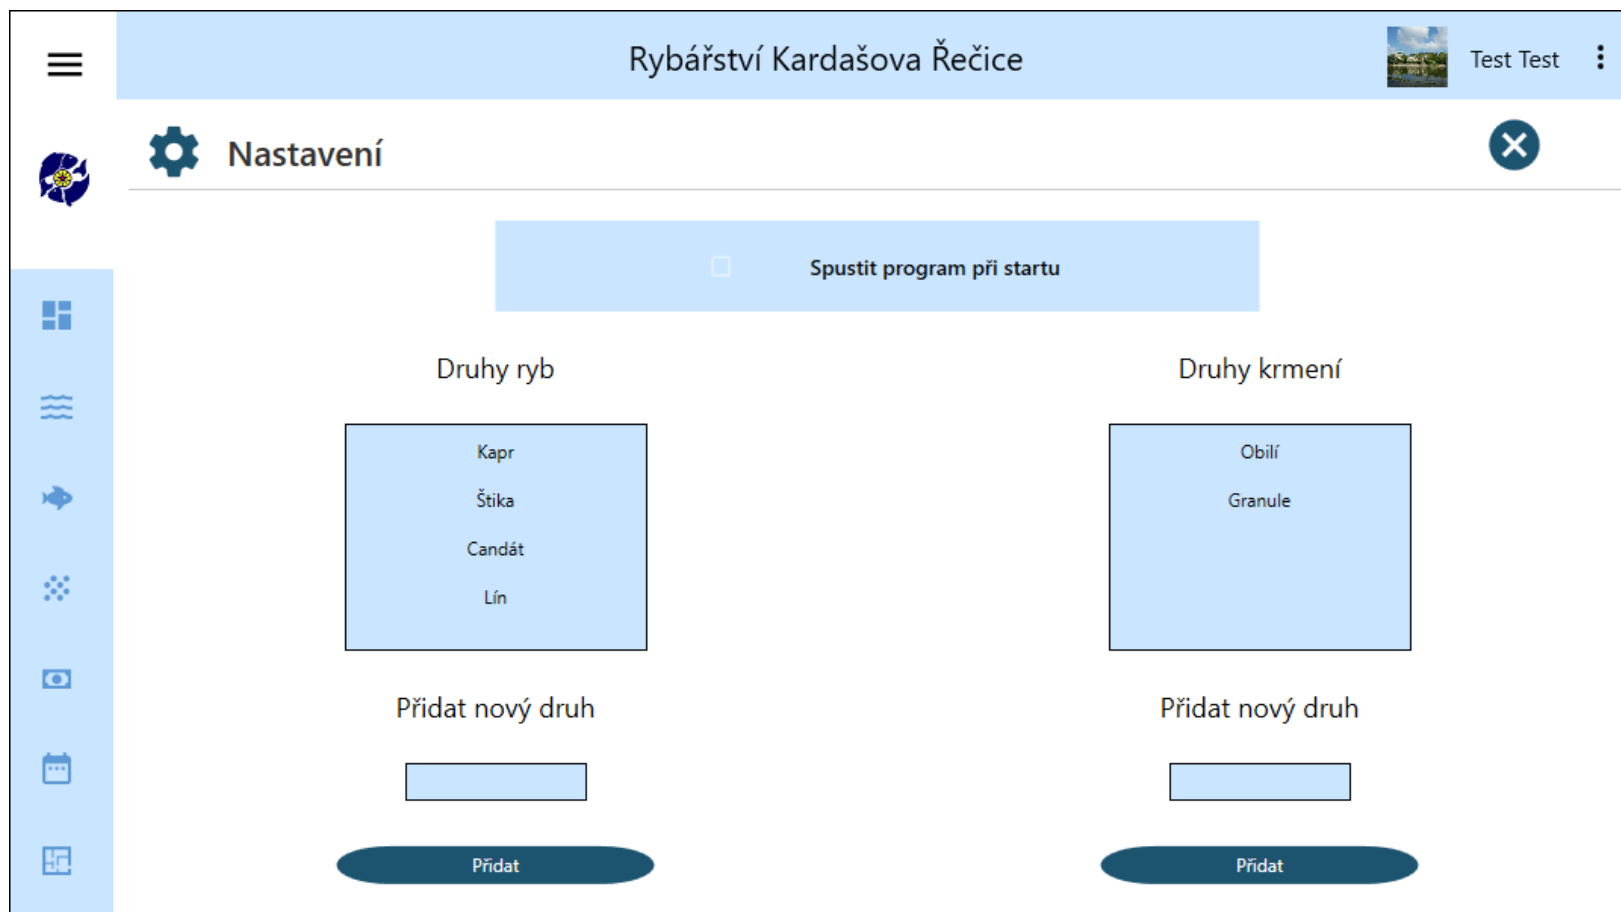 Rybářství Kardašova Řečice
Test Test
Nastavení
Spustit program při startu
Druhy ryb
Druhy krmení
Kapr
Štika
Candát
Lín
Obilí
Granule
Přidat nový druh
Přidat nový druh
Přidat
Přidat